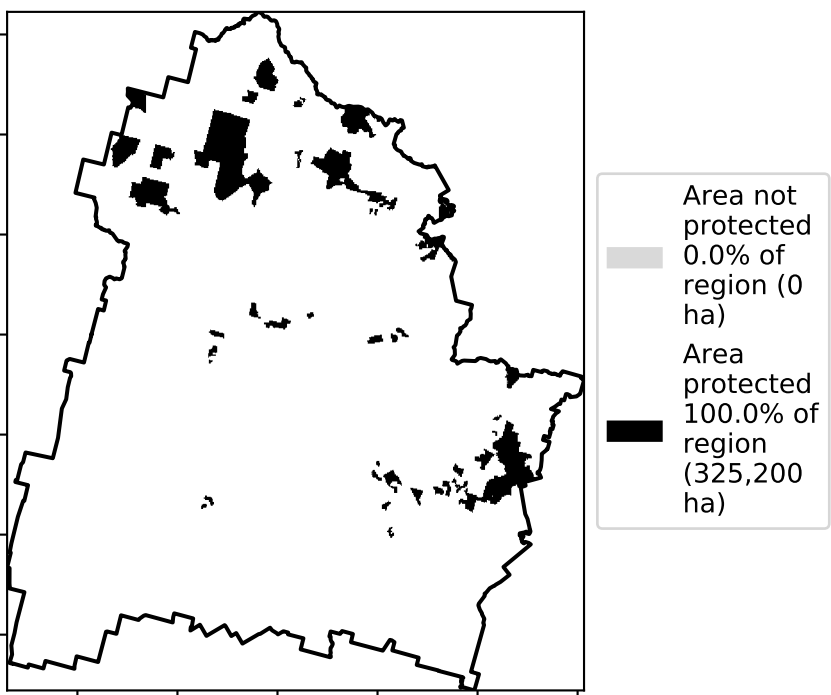 Area not
protected
0.0% of
region (0
ha)
Area
protected
100.0% of
region
(325,200
ha)